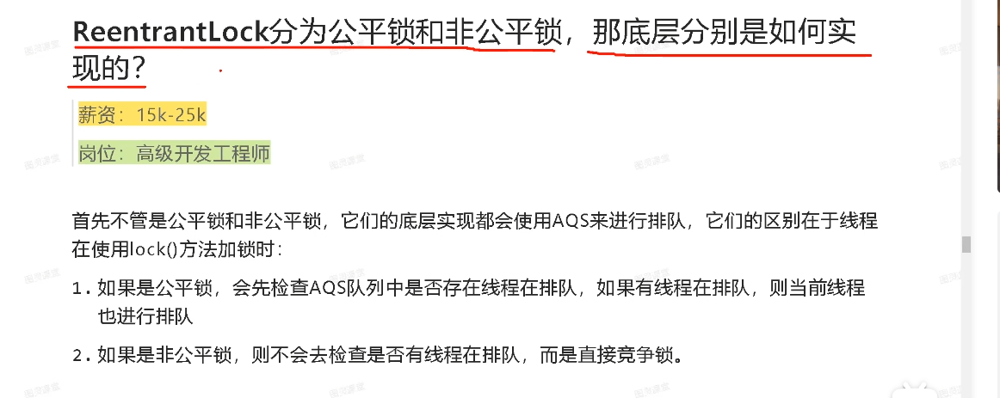 ReentrantLock分为公平锁和非公平锁，那底层分别是如何实
现的？
薪资：15k-25k
岗位：高级开发工程师
首先不管是公平锁和非公平锁，它们的底层实现都会使用AQS来进行排队，它们的区别在于线程
在使用lock()方法加锁时：
1. 如果是公平锁，会先检查AQS队列中是否存在线程在排队，如果有线程在排队，则当前线程
也进行排队
2. 如果是非公平锁，则不会去检查是否有线程在排队，而是直接竞争锁。